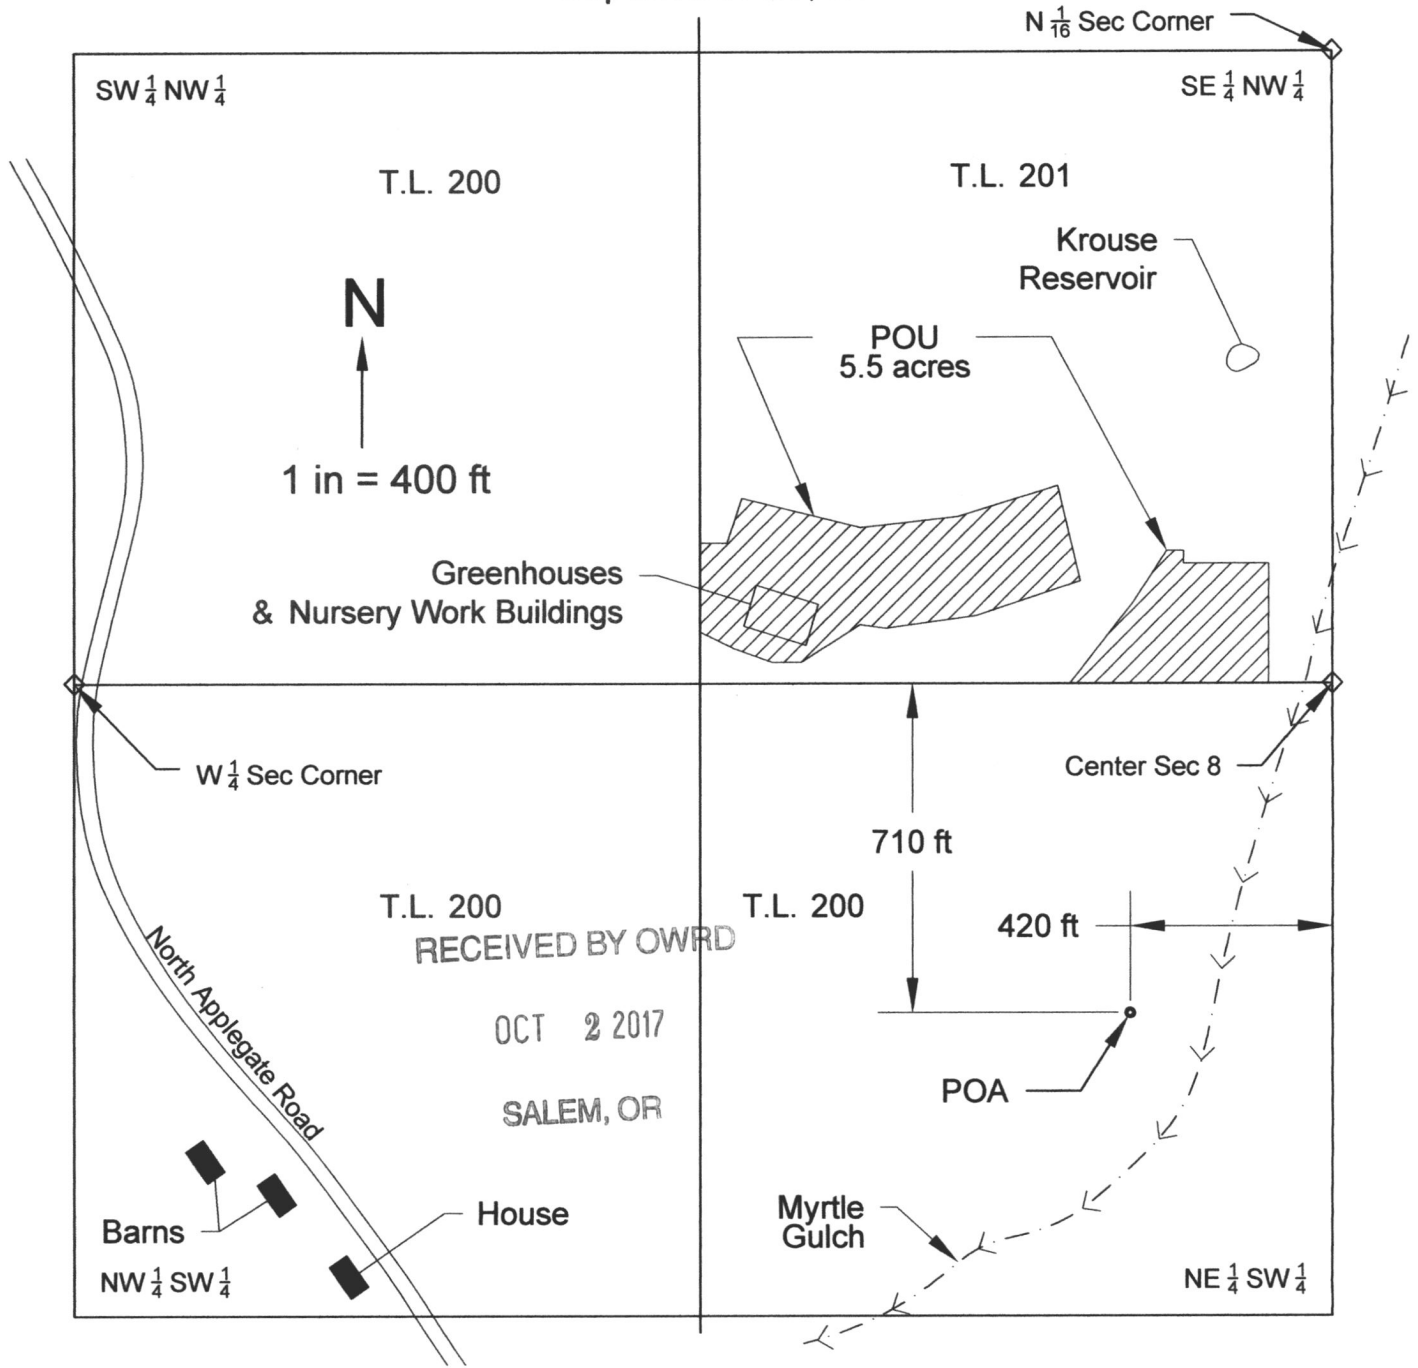 N 1/16 Sec Corner
SW 1/4 NW 1/4
SE 1/4 NW 1/4
T.L. 200
T.L. 201
Krouse
Reservoir
N
POU
5.5 acres
1 in = 400 ft
Greenhouses
& Nursery Work Buildings
W 1/4 Sec Corner
Center Sec 8
710 ft
T.L. 200
T.L. 200
420 ft
RECEIVED BY OWRD
OCT 2 2017
SALEM, OR
North Applegate Road
POA
Barns
House
Myrtle
Gulch
NW 1/4 SW 1/4
NE 1/4 SW 1/4